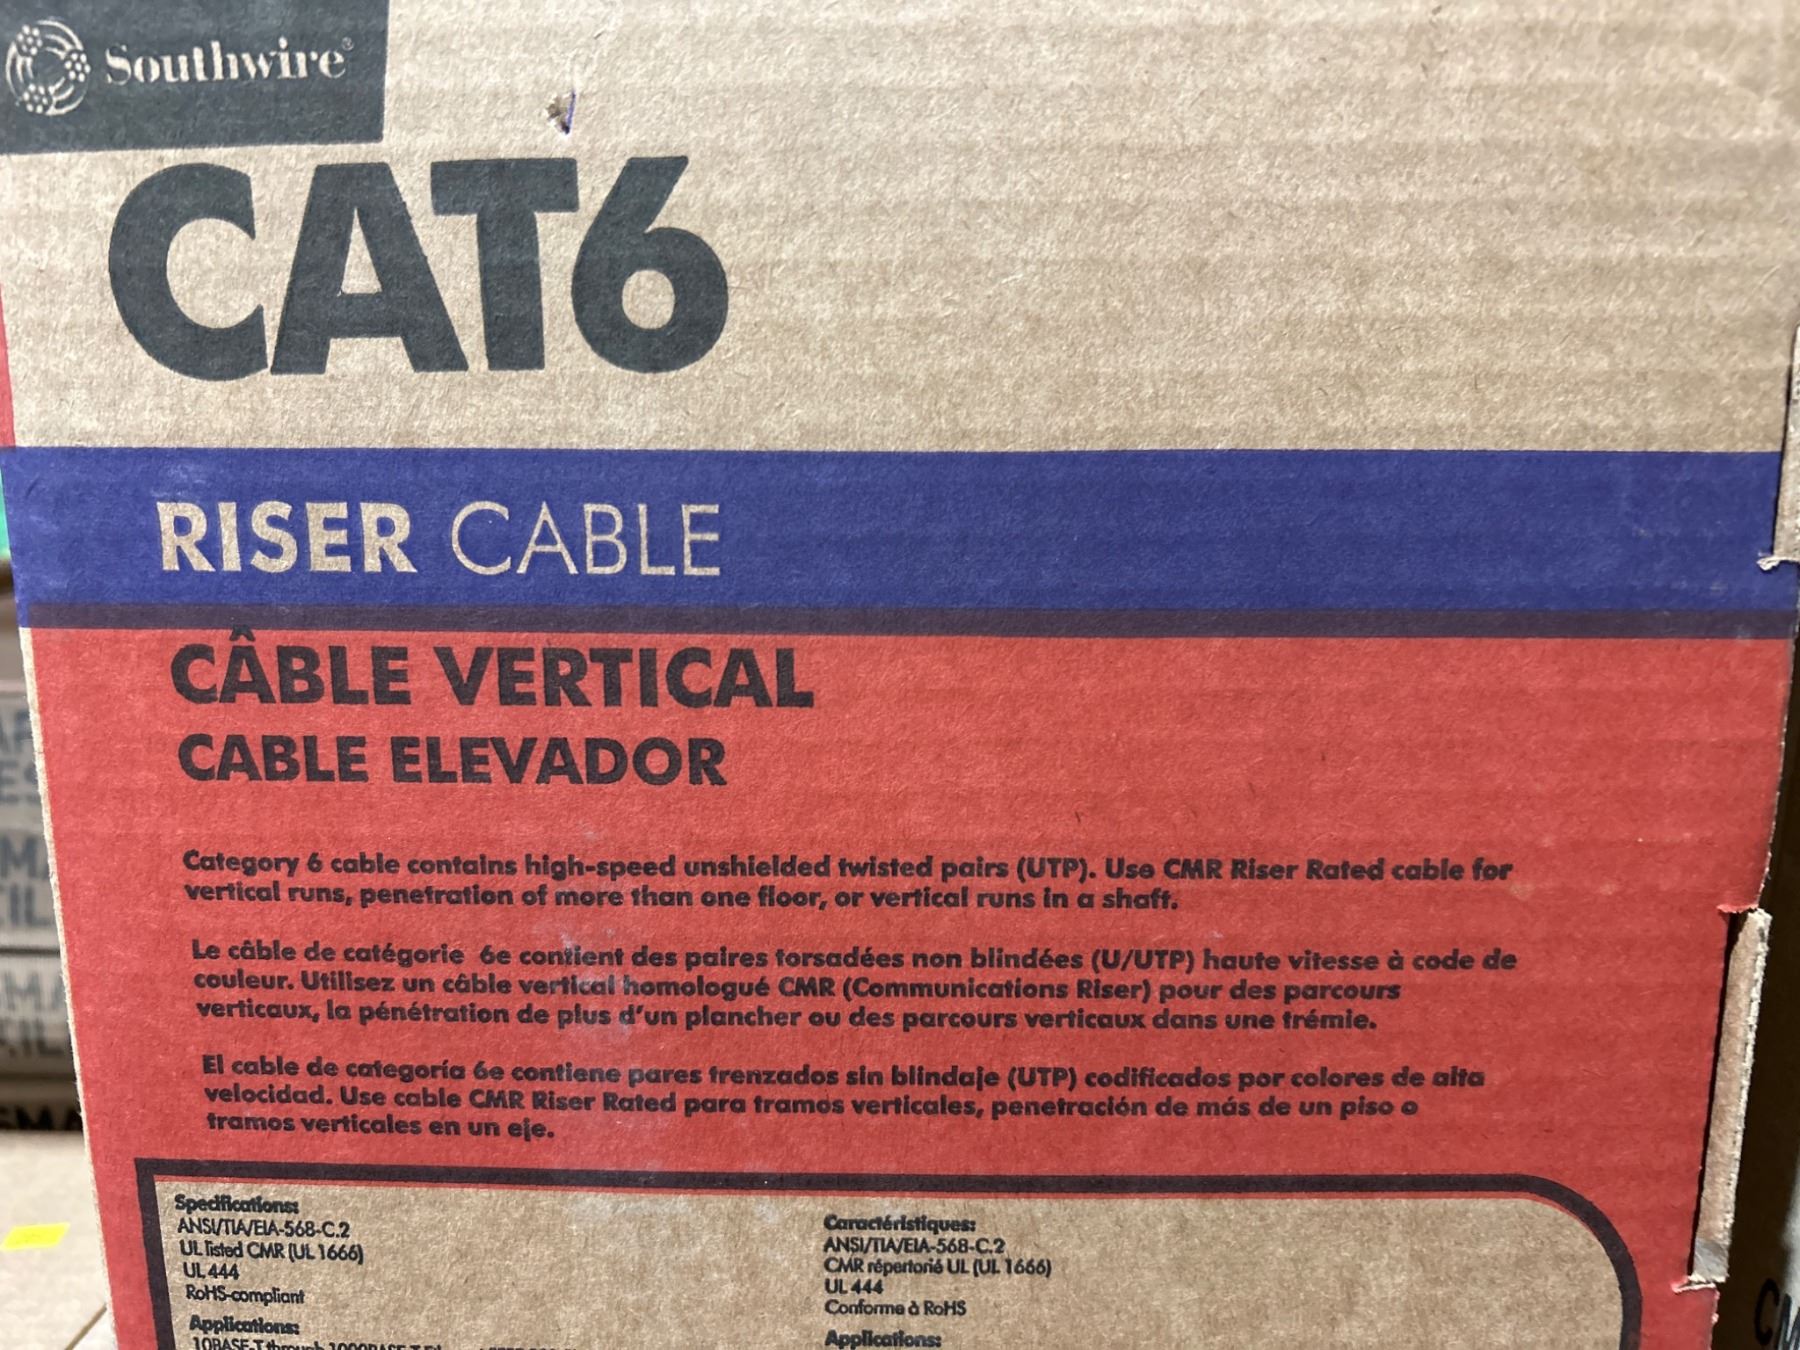 Southwire®
CAT6
RISER CABLE
CÂBLE VERTICAL
CABLE ELEVADOR
Category 6 cable contains high-speed unshielded twisted pairs (UTP). Use CMR Riser Rated cable for
vertical runs, penetration of more than one floor, or vertical runs in a shaft.
Le câble de catégorie 6e contient des paires torsadées non blindées (U/UTP) haute vitesse à code de
couleur. Utilisez un câble vertical homologué CMR (Communications Riser) pour des parcours
verticaux, la pénétration de plus d'un plancher ou des parcours verticaux dans une trémie.
El cable de categoría 6e contiene pares trenzados sin blindaje (UTP) codificados por colores de alta
velocidad. Use cable CMR Riser Rated para tramos verticales, penetración de más de un piso o
tramos verticales en un eje.
Specifications:
ANSI/TIA/EIA-568-C.2
UL listed CMR (UL 1666)
UL 444
RoHS-compliant
Applications:
10BASE-T through 1000BASE-T
Caractéristiques:
ANSI/TIA/EIA-568-C.2
CMR répertorié UL (UL 1666)
UL 444
Conforme à RoHS
Applications: